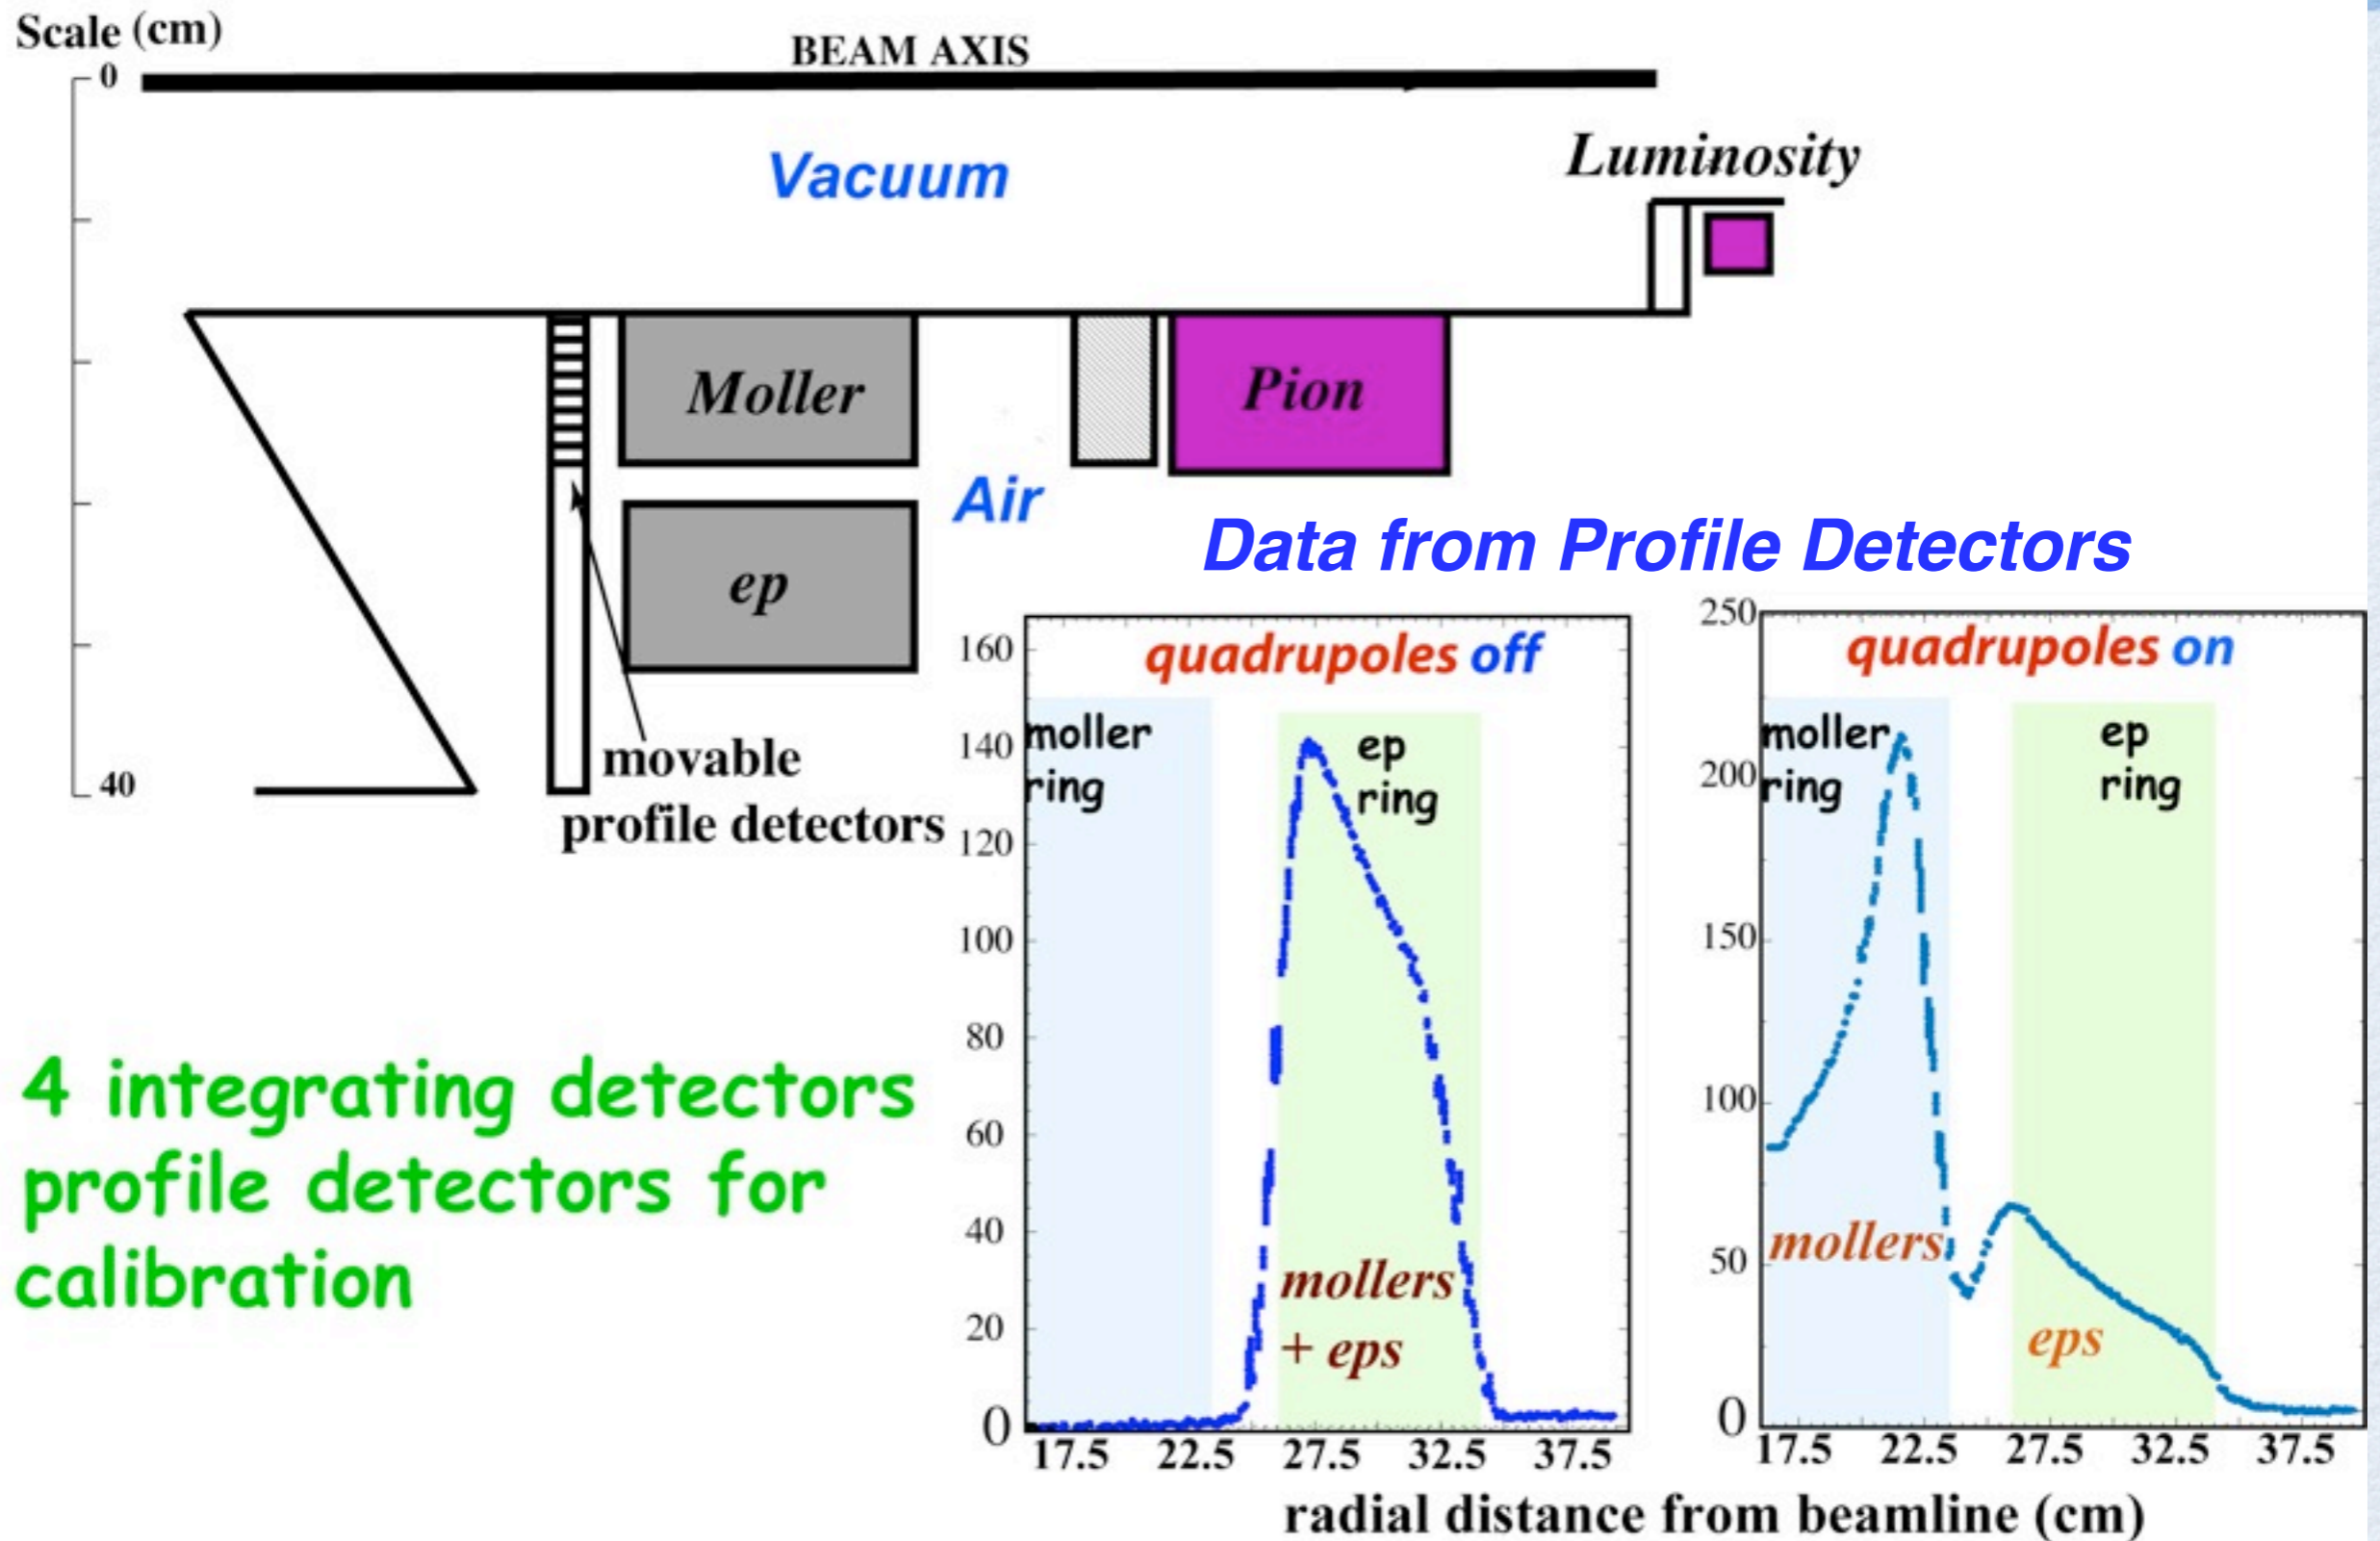 Scale (cm)
BEAM AXIS
0
Vacuum
Luminosity
Moller
Pion
Air
ep
40
movable
profile detectors
Data from Profile Detectors
quadrupoles off
moller
ring
ep
ring
mollers
+ eps
160
140
120
100
80
60
40
20
0
17.5 22.5 27.5 32.5 37.5
quadrupoles on
moller
ring
ep
ring
mollers
eps
250
200
150
100
50
0
17.5 22.5 27.5 32.5 37.5
radial distance from beamline (cm)
4 integrating detectors
profile detectors for
calibration